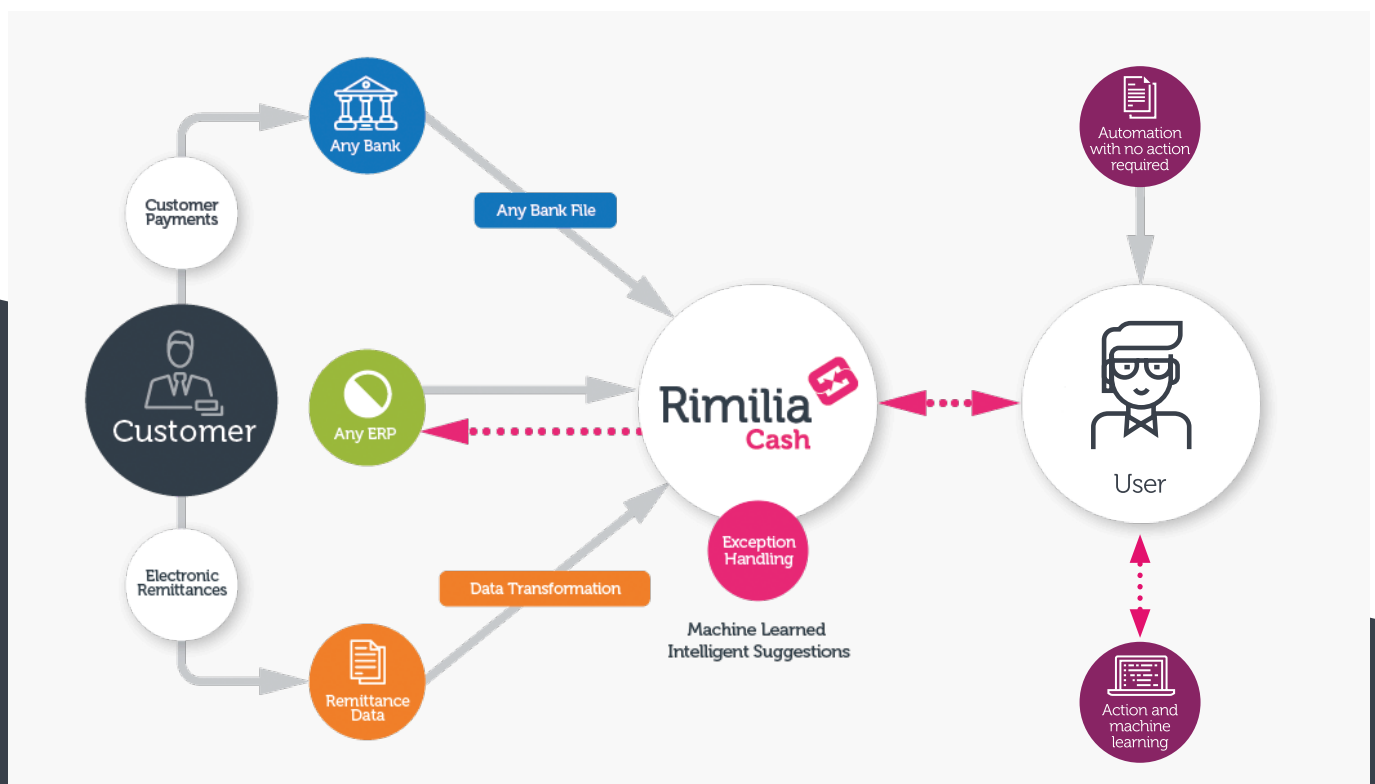 Any Bank
Customer
Payments
Any Bank File
Customer
Any ERP
Electronic
Remittances
Data Transformation
Remittance
Data
Rimilia
Cash
Exception
Handling
Machine Learned
Intelligent Suggestions
Automation
with no action
required
User
Action and
machine
learning